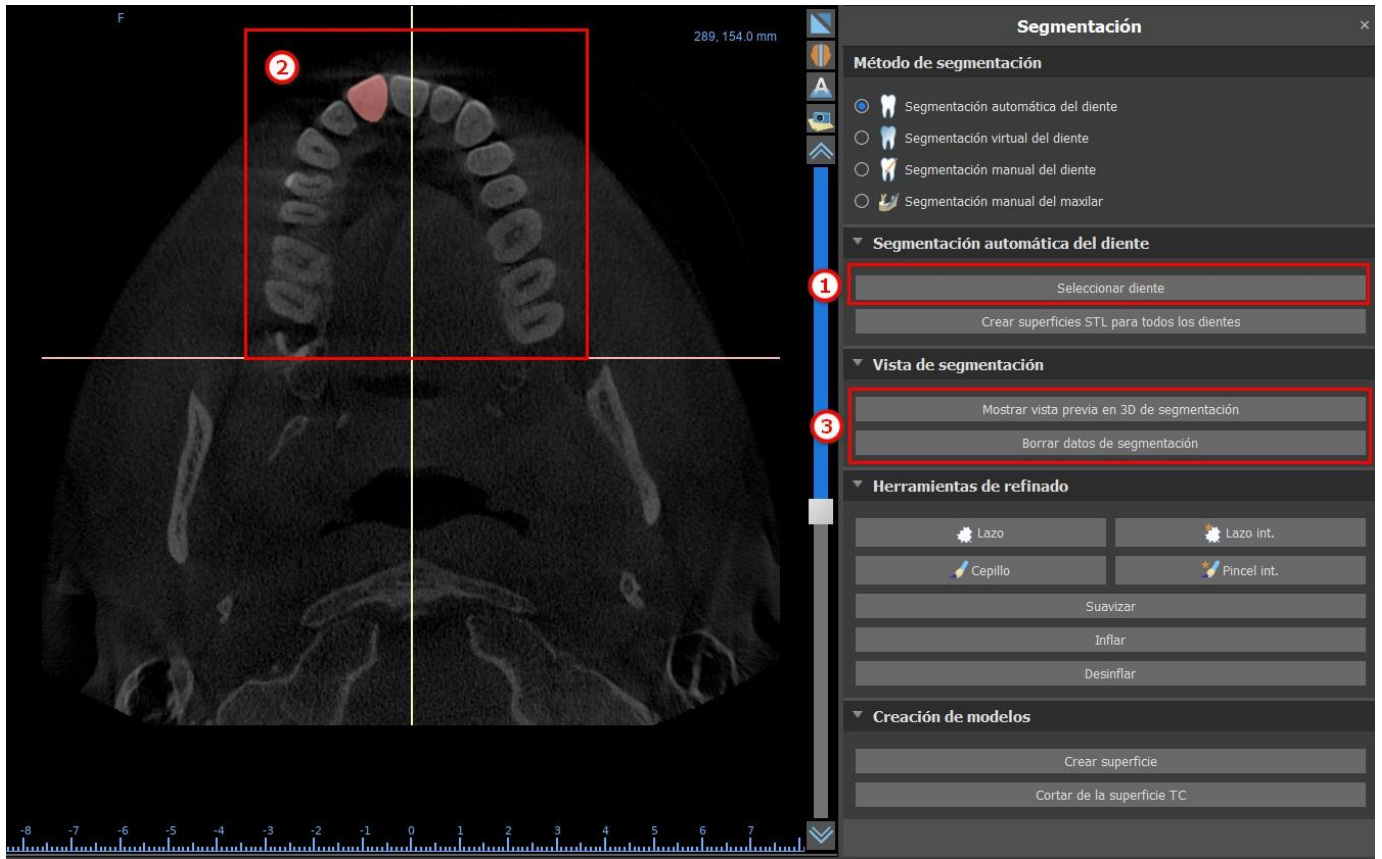 F
289, 154.0 mm
2
1
3
-8 -7 -6 -5 -4 -3 -2 -1 0 1 2 3 4 5 6 7
Segmentación
Método de segmentación
Segmentación automática del diente
Segmentación virtual del diente
Segmentación manual del diente
Segmentación manual del maxilar
Segmentación automática del diente
Seleccionar diente
Crear superficies STL para todos los dientes
Vista de segmentación
Mostrar vista previa en 3D de segmentación
Borrar datos de segmentación
Herramientas de refinado
Lazo Lazo int.
Cepillo Pincel int.
Suavizar
Inflar
Desinflar
Creación de modelos
Crear superficie
Cortar de la superficie TC